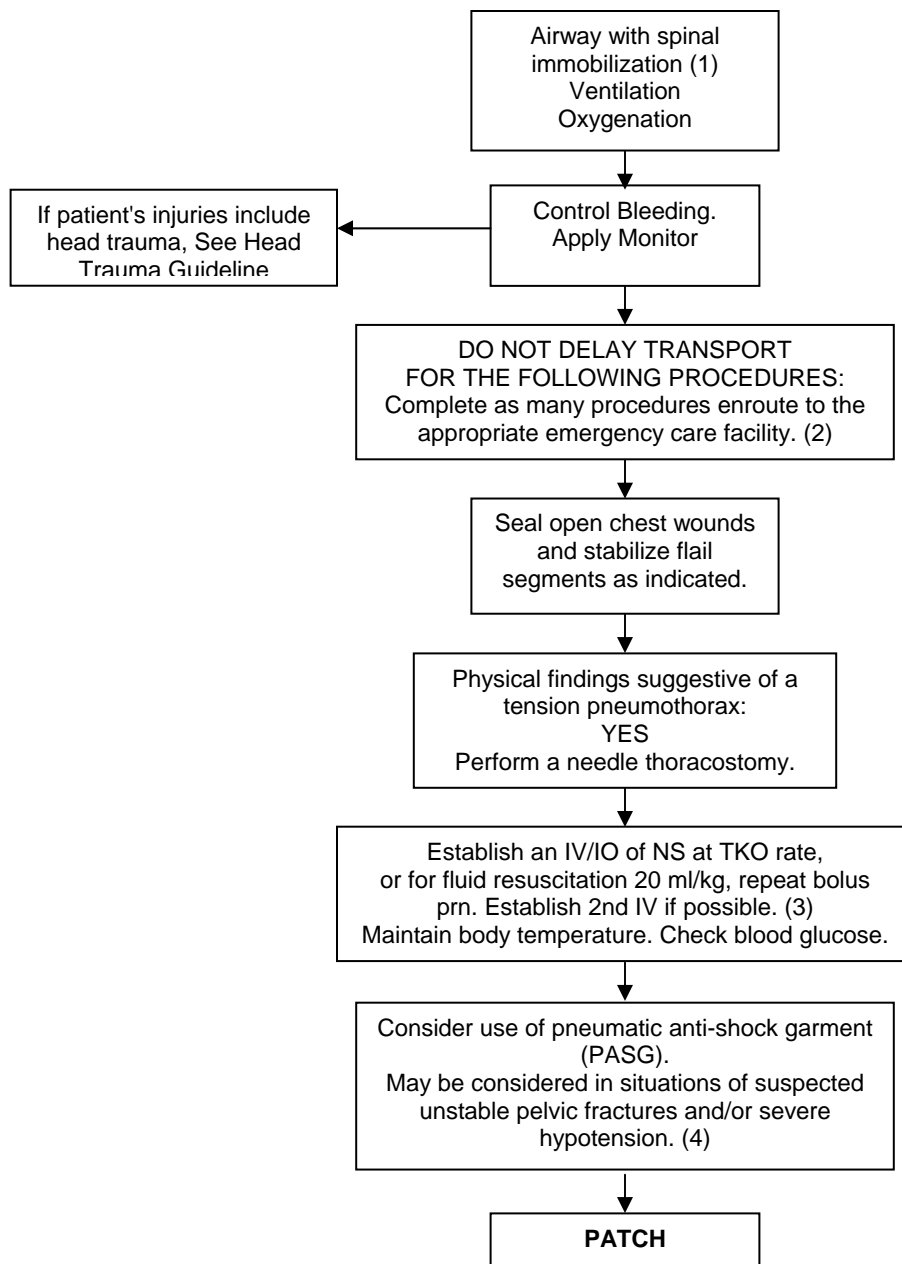 Airway with spinal
immobilization (1)
Ventilation
Oxygenation
If patient's injuries include
head trauma, See Head
Trauma Guideline
Control Bleeding.
Apply Monitor
DO NOT DELAY TRANSPORT
FOR THE FOLLOWING PROCEDURES:
Complete as many procedures enroute to the
appropriate emergency care facility. (2)
Seal open chest wounds
and stabilize flail
segments as indicated.
Physical findings suggestive of a
tension pneumothorax:
YES
Perform a needle thoracostomy.
Establish an IV/IO of NS at TKO rate,
or for fluid resuscitation 20 ml/kg, repeat bolus
prn. Establish 2nd IV if possible. (3)
Maintain body temperature. Check blood glucose.
Consider use of pneumatic anti-shock garment
(PASG).
May be considered in situations of suspected
unstable pelvic fractures and/or severe
hypotension. (4)
PATCH